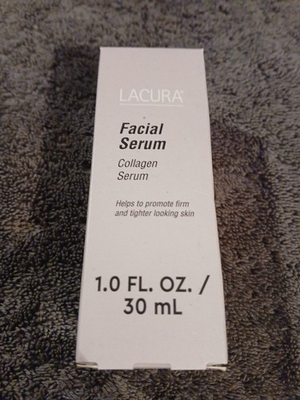 LACURA®
Facial
Serum
Collagen
Serum
Helps to promote firm
and tighter looking skin
1.0 FL. OZ. /
30 mL